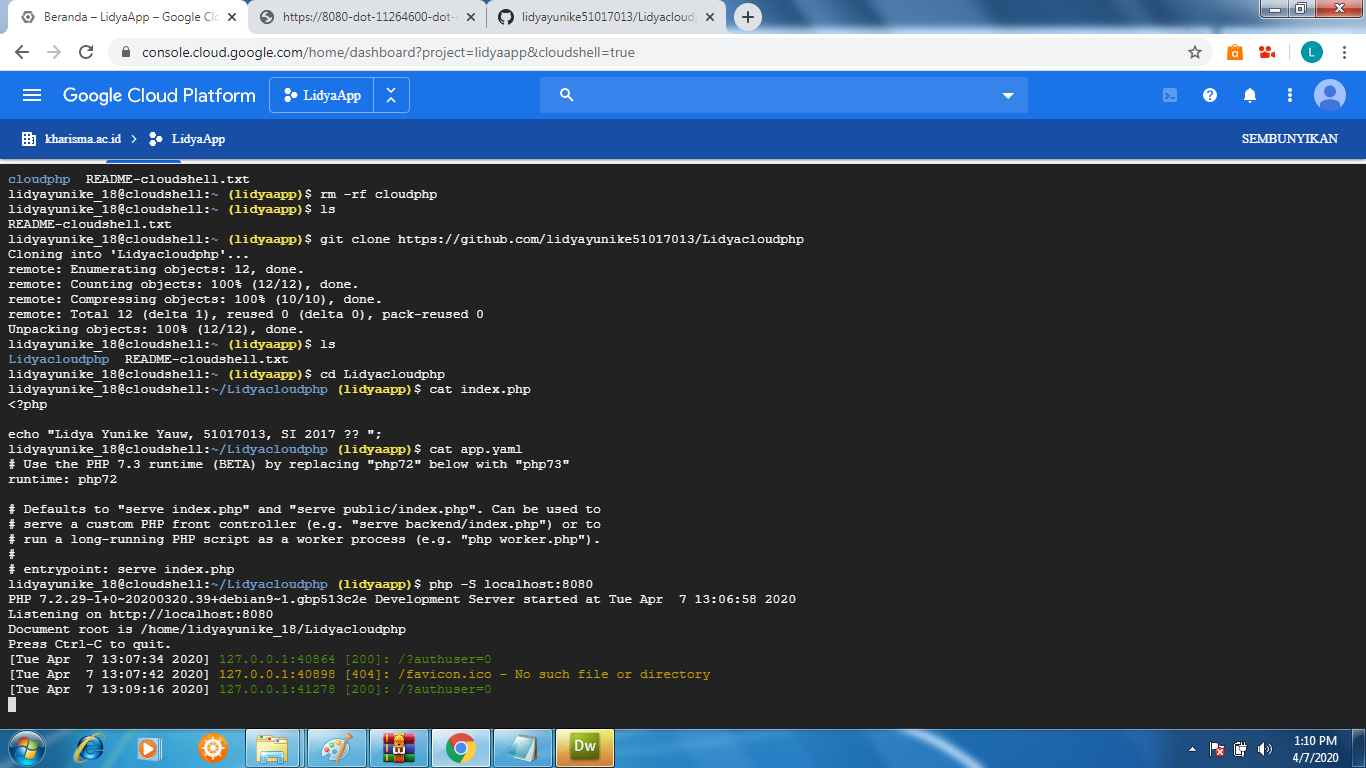 Beranda – LidyaApp – Google Clo
https://8080-dot-11264600-dot-
lidyayunike51017013/Lidyacloud
console.cloud.google.com/home/dashboard?project=lidyaapp&cloudshell=true
L
Google Cloud Platform
LidyaApp
kharisma.ac.id
LidyaApp
SEMBUNYIKAN
cloudphp  README-cloudshell.txt
lidyayunike_18@cloudshell:~ (lidyaapp)$ rm -rf cloudphp
lidyayunike_18@cloudshell:~ (lidyaapp)$ ls
README-cloudshell.txt
lidyayunike_18@cloudshell:~ (lidyaapp)$ git clone https://github.com/lidyayunike51017013/Lidyacloudphp
Cloning into 'Lidyacloudphp'...
remote: Enumerating objects: 12, done.
remote: Counting objects: 100% (12/12), done.
remote: Compressing objects: 100% (10/10), done.
remote: Total 12 (delta 1), reused 0 (delta 0), pack-reused 0
Unpacking objects: 100% (12/12), done.
lidyayunike_18@cloudshell:~ (lidyaapp)$ ls
Lidyacloudphp  README-cloudshell.txt
lidyayunike_18@cloudshell:~ (lidyaapp)$ cd Lidyacloudphp
lidyayunike_18@cloudshell:~/Lidyacloudphp (lidyaapp)$ cat index.php
<?php
echo "Lidya Yunike Yauw, 51017013, SI 2017 ?? ";
lidyayunike_18@cloudshell:~/Lidyacloudphp (lidyaapp)$ cat app.yaml
# Use the PHP 7.3 runtime (BETA) by replacing "php72" below with "php73"
runtime: php72
# Defaults to "serve index.php" and "serve public/index.php". Can be used to
# serve a custom PHP front controller (e.g. "serve backend/index.php") or to
# run a long-running PHP script as a worker process (e.g. "php worker.php").
#
# entrypoint: serve index.php
lidyayunike_18@cloudshell:~/Lidyacloudphp (lidyaapp)$ php -S localhost:8080
PHP 7.2.29-1+0~20200320.39+debian9~1.gbp513c2e Development Server started at Tue Apr  7 13:06:58 2020
Listening on http://localhost:8080
Document root is /home/lidyayunike_18/Lidyacloudphp
Press Ctrl-C to quit.
[Tue Apr  7 13:07:34 2020] 127.0.0.1:40864 [200]: /?authuser=0
[Tue Apr  7 13:07:42 2020] 127.0.0.1:40898 [404]: /favicon.ico - No such file or directory
[Tue Apr  7 13:09:16 2020] 127.0.0.1:41278 [200]: /?authuser=0
Dw
1:10 PM
4/7/2020